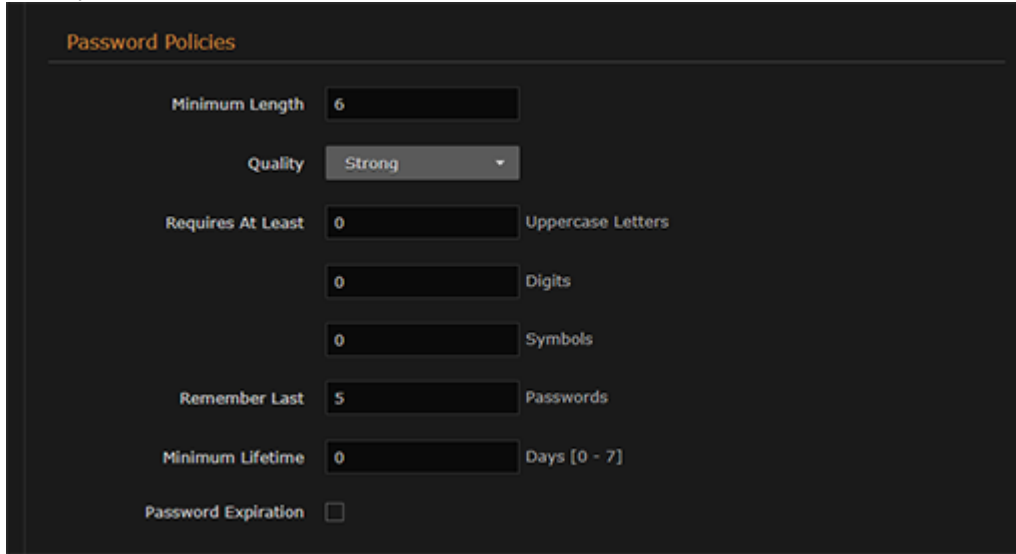 Password Policies
Minimum Length 6
Quality Strong
Requires At Least 0 Uppercase Letters
0 Digits
0 Symbols
Remember Last 5 Passwords
Minimum Lifetime 0 Days [0 - 7]
Password Expiration